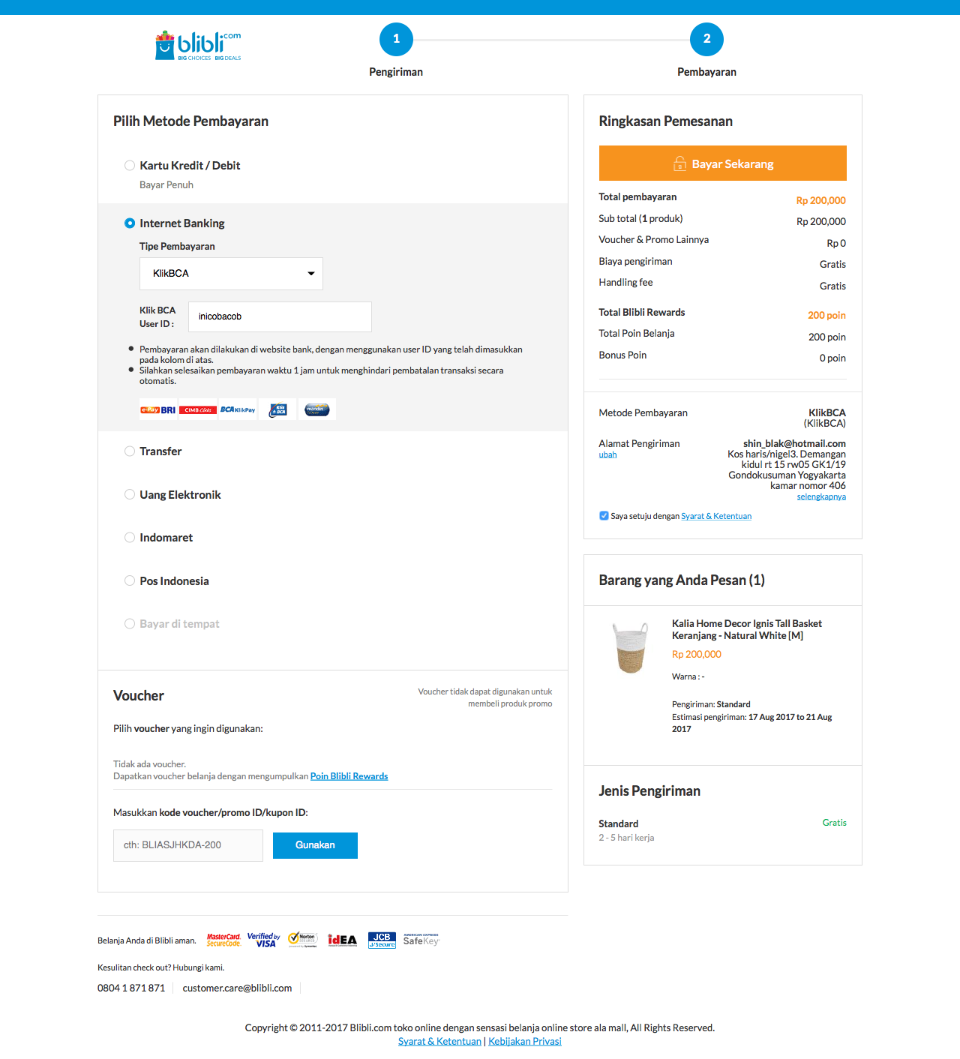 blibli.com
BIG CHOICES BIG DEALS
1
2
Pengiriman
Pembayaran
Pilih Metode Pembayaran
Kartu Kredit / Debit
Bayar Penuh
Internet Banking
Tipe Pembayaran
KlikBCA
Klik BCA
User ID :
inicobacob
Pembayaran akan dilakukan di website bank, dengan menggunakan user ID yang telah dimasukkan
pada kolom di atas.
Silahkan selesaikan pembayaran waktu 1 jam untuk menghindari pembatalan transaksi secara
otomatis.
e-Pay BRI CIMB Clicks BCA KlikPay
Transfer
Uang Elektronik
Indomaret
Pos Indonesia
Bayar di tempat
Voucher
Voucher tidak dapat digunakan untuk
membeli produk promo
Pilih voucher yang ingin digunakan:
Tidak ada voucher.
Dapatkan voucher belanja dengan mengumpulkan Poin Blibli Rewards
Masukkan kode voucher/promo ID/kupon ID:
cth: BLIASJHKDA-200
Gunakan
Ringkasan Pemesanan
Bayar Sekarang
Total pembayaran
Rp 200,000
Sub total (1 produk)
Rp 200,000
Voucher & Promo Lainnya
Rp 0
Biaya pengiriman
Gratis
Handling fee
Gratis
Total Blibli Rewards
200 poin
Total Poin Belanja
200 poin
Bonus Poin
0 poin
Metode Pembayaran
KlikBCA
(KlikBCA)
Alamat Pengiriman
ubah
shin_blak@hotmail.com
Kos haris/nigel3. Demangan
kidul rt 15 rw05 GK1/19
Gondokusuman Yogyakarta
kamar nomor 406
selengkapnya
Saya setuju dengan Syarat & Ketentuan
Barang yang Anda Pesan (1)
Kalia Home Decor Ignis Tall Basket
Keranjang - Natural White [M]
Rp 200,000
Warna : -
Pengiriman: Standard
Estimasi pengiriman: 17 Aug 2017 to 21 Aug
2017
Jenis Pengiriman
Standard
Gratis
2 - 5 hari kerja
Belanja Anda di Blibli aman.
MasterCard. SecureCode.
Verified by VISA
Norton
idEA
JCB J/Secure
SafeKey
Kesulitan check out? Hubungi kami.
0804 1 871 871
customer.care@blibli.com
Copyright © 2011-2017 Blibli.com toko online dengan sensasi belanja online store ala mall, All Rights Reserved.
Syarat & Ketentuan | Kebijakan Privasi